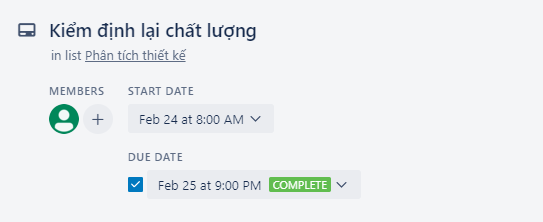 Kiểm định lại chất lượng
in list Phân tích thiết kế
MEMBERS START DATE
Feb 24 at 8:00 AM
DUE DATE
Feb 25 at 9:00 PM COMPLETE